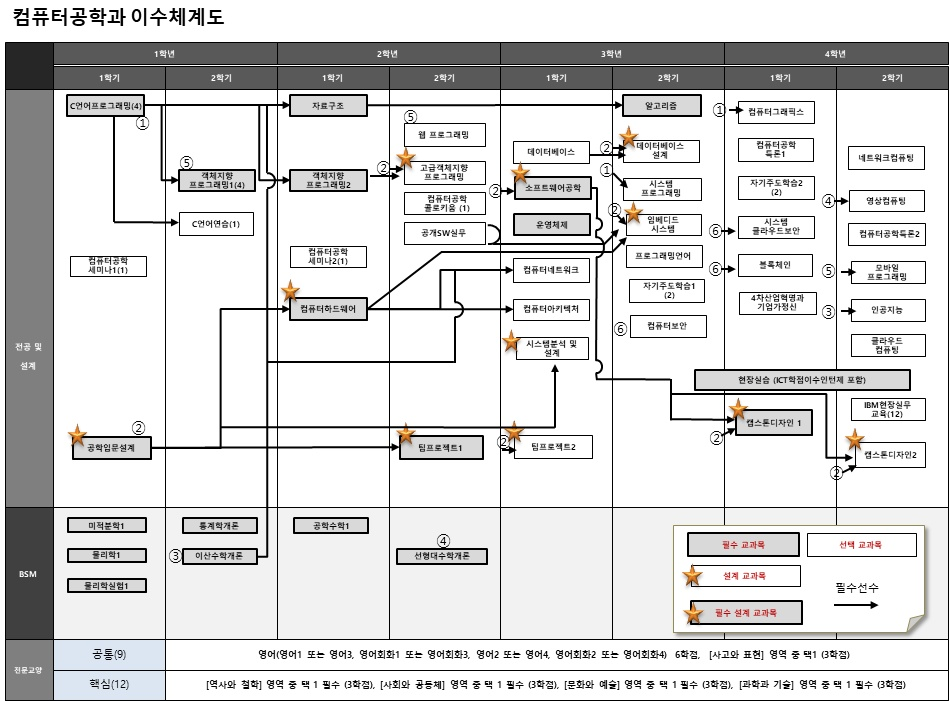 컴퓨터공학과 이수체계도
1학년
2학년
3학년
4학년
1학기
2학기
1학기
2학기
1학기
2학기
1학기
2학기
전공 및
설계
C언어프로그래밍(4)
①
⑤
객체지향
프로그래밍1(4)
C언어연습(1)
컴퓨터공학
세미나1(1)
②
공학입문설계
자료구조
객체지향
프로그래밍2
컴퓨터공학
세미나2(1)
컴퓨터하드웨어
⑤
웹 프로그래밍
②
고급객체지향
프로그래밍
컴퓨터공학
콜로키움 (1)
공개SW실무
팀프로젝트1
데이터베이스
②
소프트웨어공학
운영체제
컴퓨터네트워크
컴퓨터아키텍처
시스템분석 및
설계
②
팀프로젝트2
알고리즘
②
데이터베이스
설계
①
시스템
프로그래밍
②
임베디드
시스템
프로그래밍언어
자기주도학습1
(2)
⑥
컴퓨터보안
①
컴퓨터그래픽스
컴퓨터공학
특론1
자기주도학습2
(2)
⑥
시스템
클라우드보안
⑥
블록체인
4차산업혁명과
기업가정신
현장실습 (ICT학점이수인턴제 포함)
캡스톤디자인 1
②
네트워크컴퓨팅
④
영상컴퓨팅
컴퓨터공학특론2
⑤
모바일
프로그래밍
③
인공지능
클라우드
컴퓨팅
IBM현장실무
교육(12)
캡스톤디자인2
②
BSM
미적분학1
물리학1
물리학실험1
통계학개론
③
이산수학개론
공학수학1
④
선형대수학개론
필수 교과목
선택 교과목
설계 교과목
필수선수
필수 설계 교과목
전문교양
공통(9)
영어(영어1 또는 영어3, 영어회화1 또는 영어회화3, 영어2 또는 영어4, 영어회화2 또는 영어회화4) 6학점, [사고와 표현] 영역 중 택1 (3학점)
핵심(12)
[역사와 철학] 영역 중 택 1 필수 (3학점), [사회와 공동체] 영역 중 택 1 필수 (3학점), [문화와 예술] 영역 중 택 1 필수 (3학점), [과학과 기술] 영역 중 택 1 필수 (3학점)